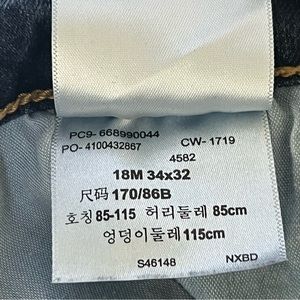 PC9- 668990044
PO- 4100432867 CW- 1719
4582
18M 34x32
尺码 170/86B
호칭 85-115 허리둘레 85cm
엉덩이둘레 115cm
S46148 NXBD